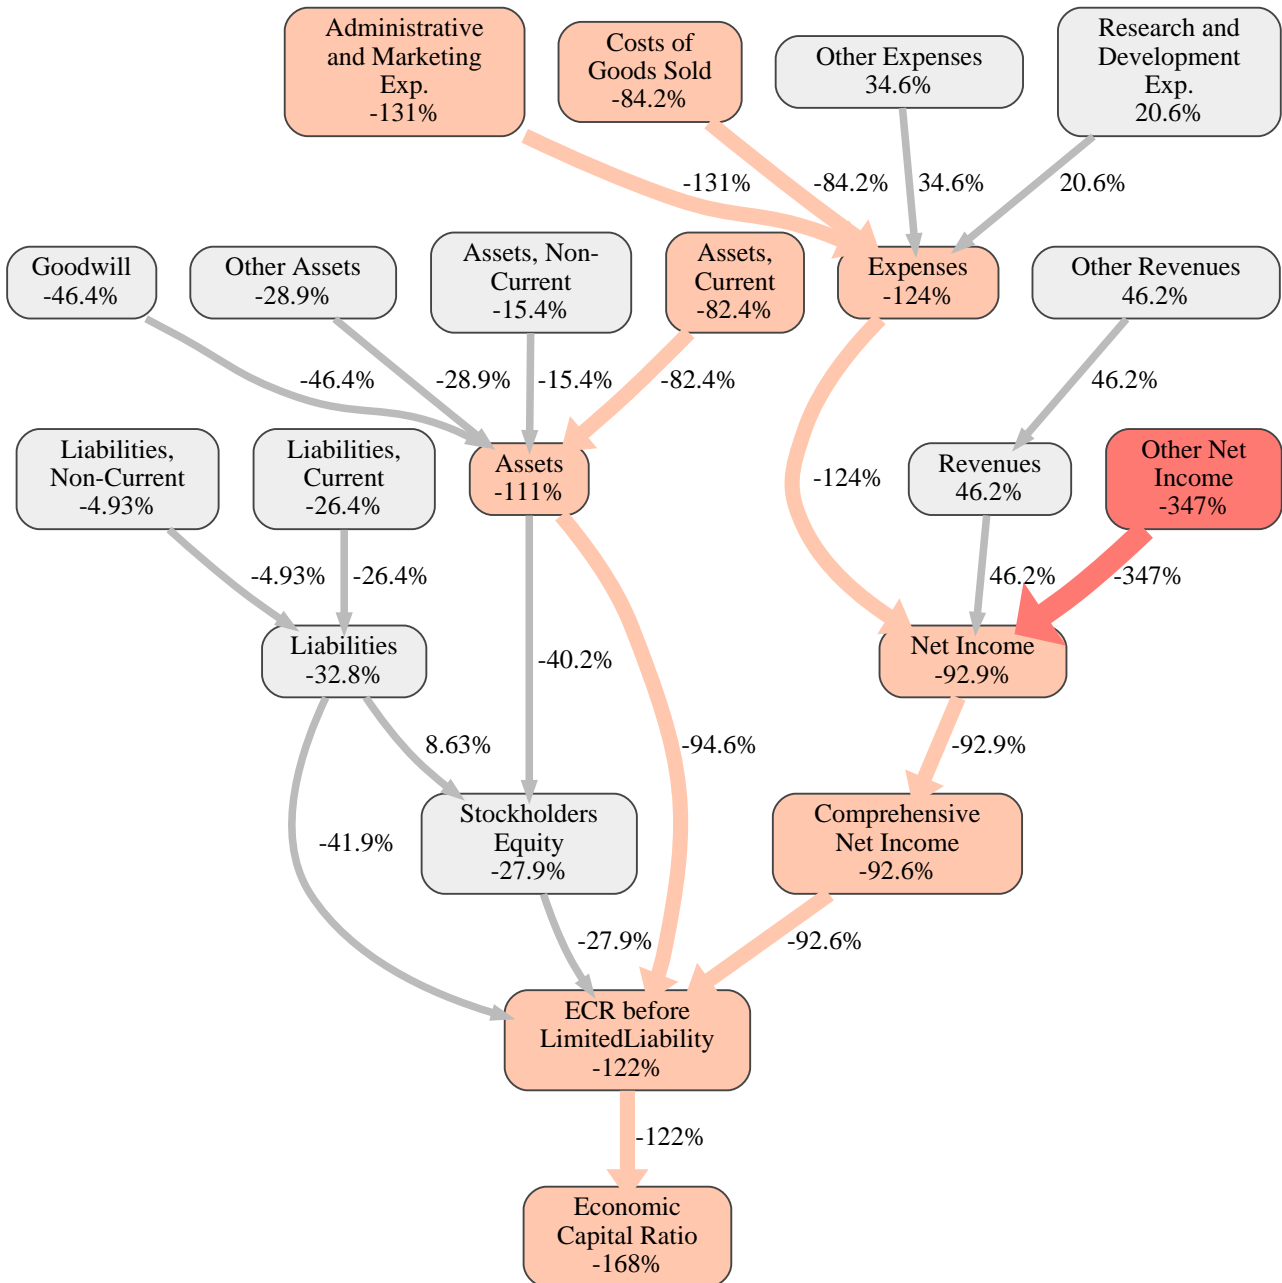 Administrative
and Marketing
Exp.
-131%
Costs of
Goods Sold
-84.2%
Other Expenses
34.6%
Research and
Development
Exp.
20.6%
-131%
-84.2%
34.6%
20.6%
Goodwill
-46.4%
Other Assets
-28.9%
Assets, Non-
Current
-15.4%
Assets,
Current
-82.4%
Expenses
-124%
Other Revenues
46.2%
-46.4%
-28.9%
-15.4%
-82.4%
46.2%
Liabilities,
Non-Current
-4.93%
Liabilities,
Current
-26.4%
Assets
-111%
-124%
Revenues
46.2%
Other Net
Income
-347%
-4.93%
-26.4%
46.2%
-347%
Liabilities
-32.8%
-40.2%
Net Income
-92.9%
8.63%
-94.6%
-92.9%
-41.9%
Stockholders
Equity
-27.9%
Comprehensive
Net Income
-92.6%
-27.9%
-92.6%
ECR before
LimitedLiability
-122%
-122%
Economic
Capital Ratio
-168%